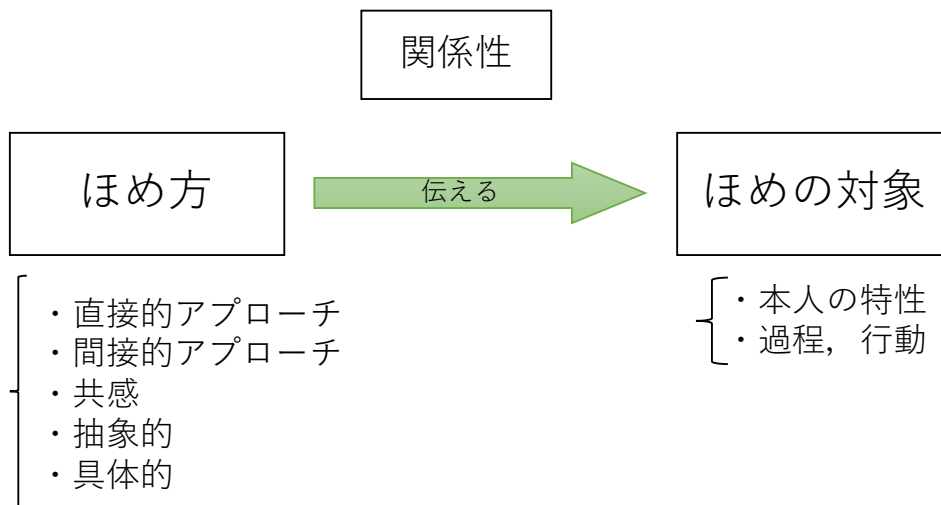 関係性
ほめ方
伝える
ほめの対象
・直接的アプローチ
・間接的アプローチ
・共感
・抽象的
・具体的
・本人の特性
・過程，行動